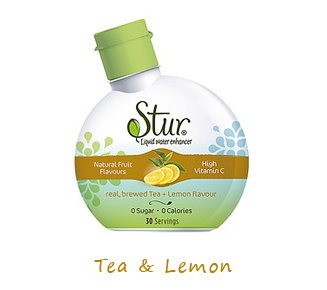 Stur®
Liquid water enhancer
Natural Fruit
Flavours
High
Vitamin C
real, brewed Tea + Lemon flavour
0 Sugar • 0 Calories
30 Servings
Tea & Lemon